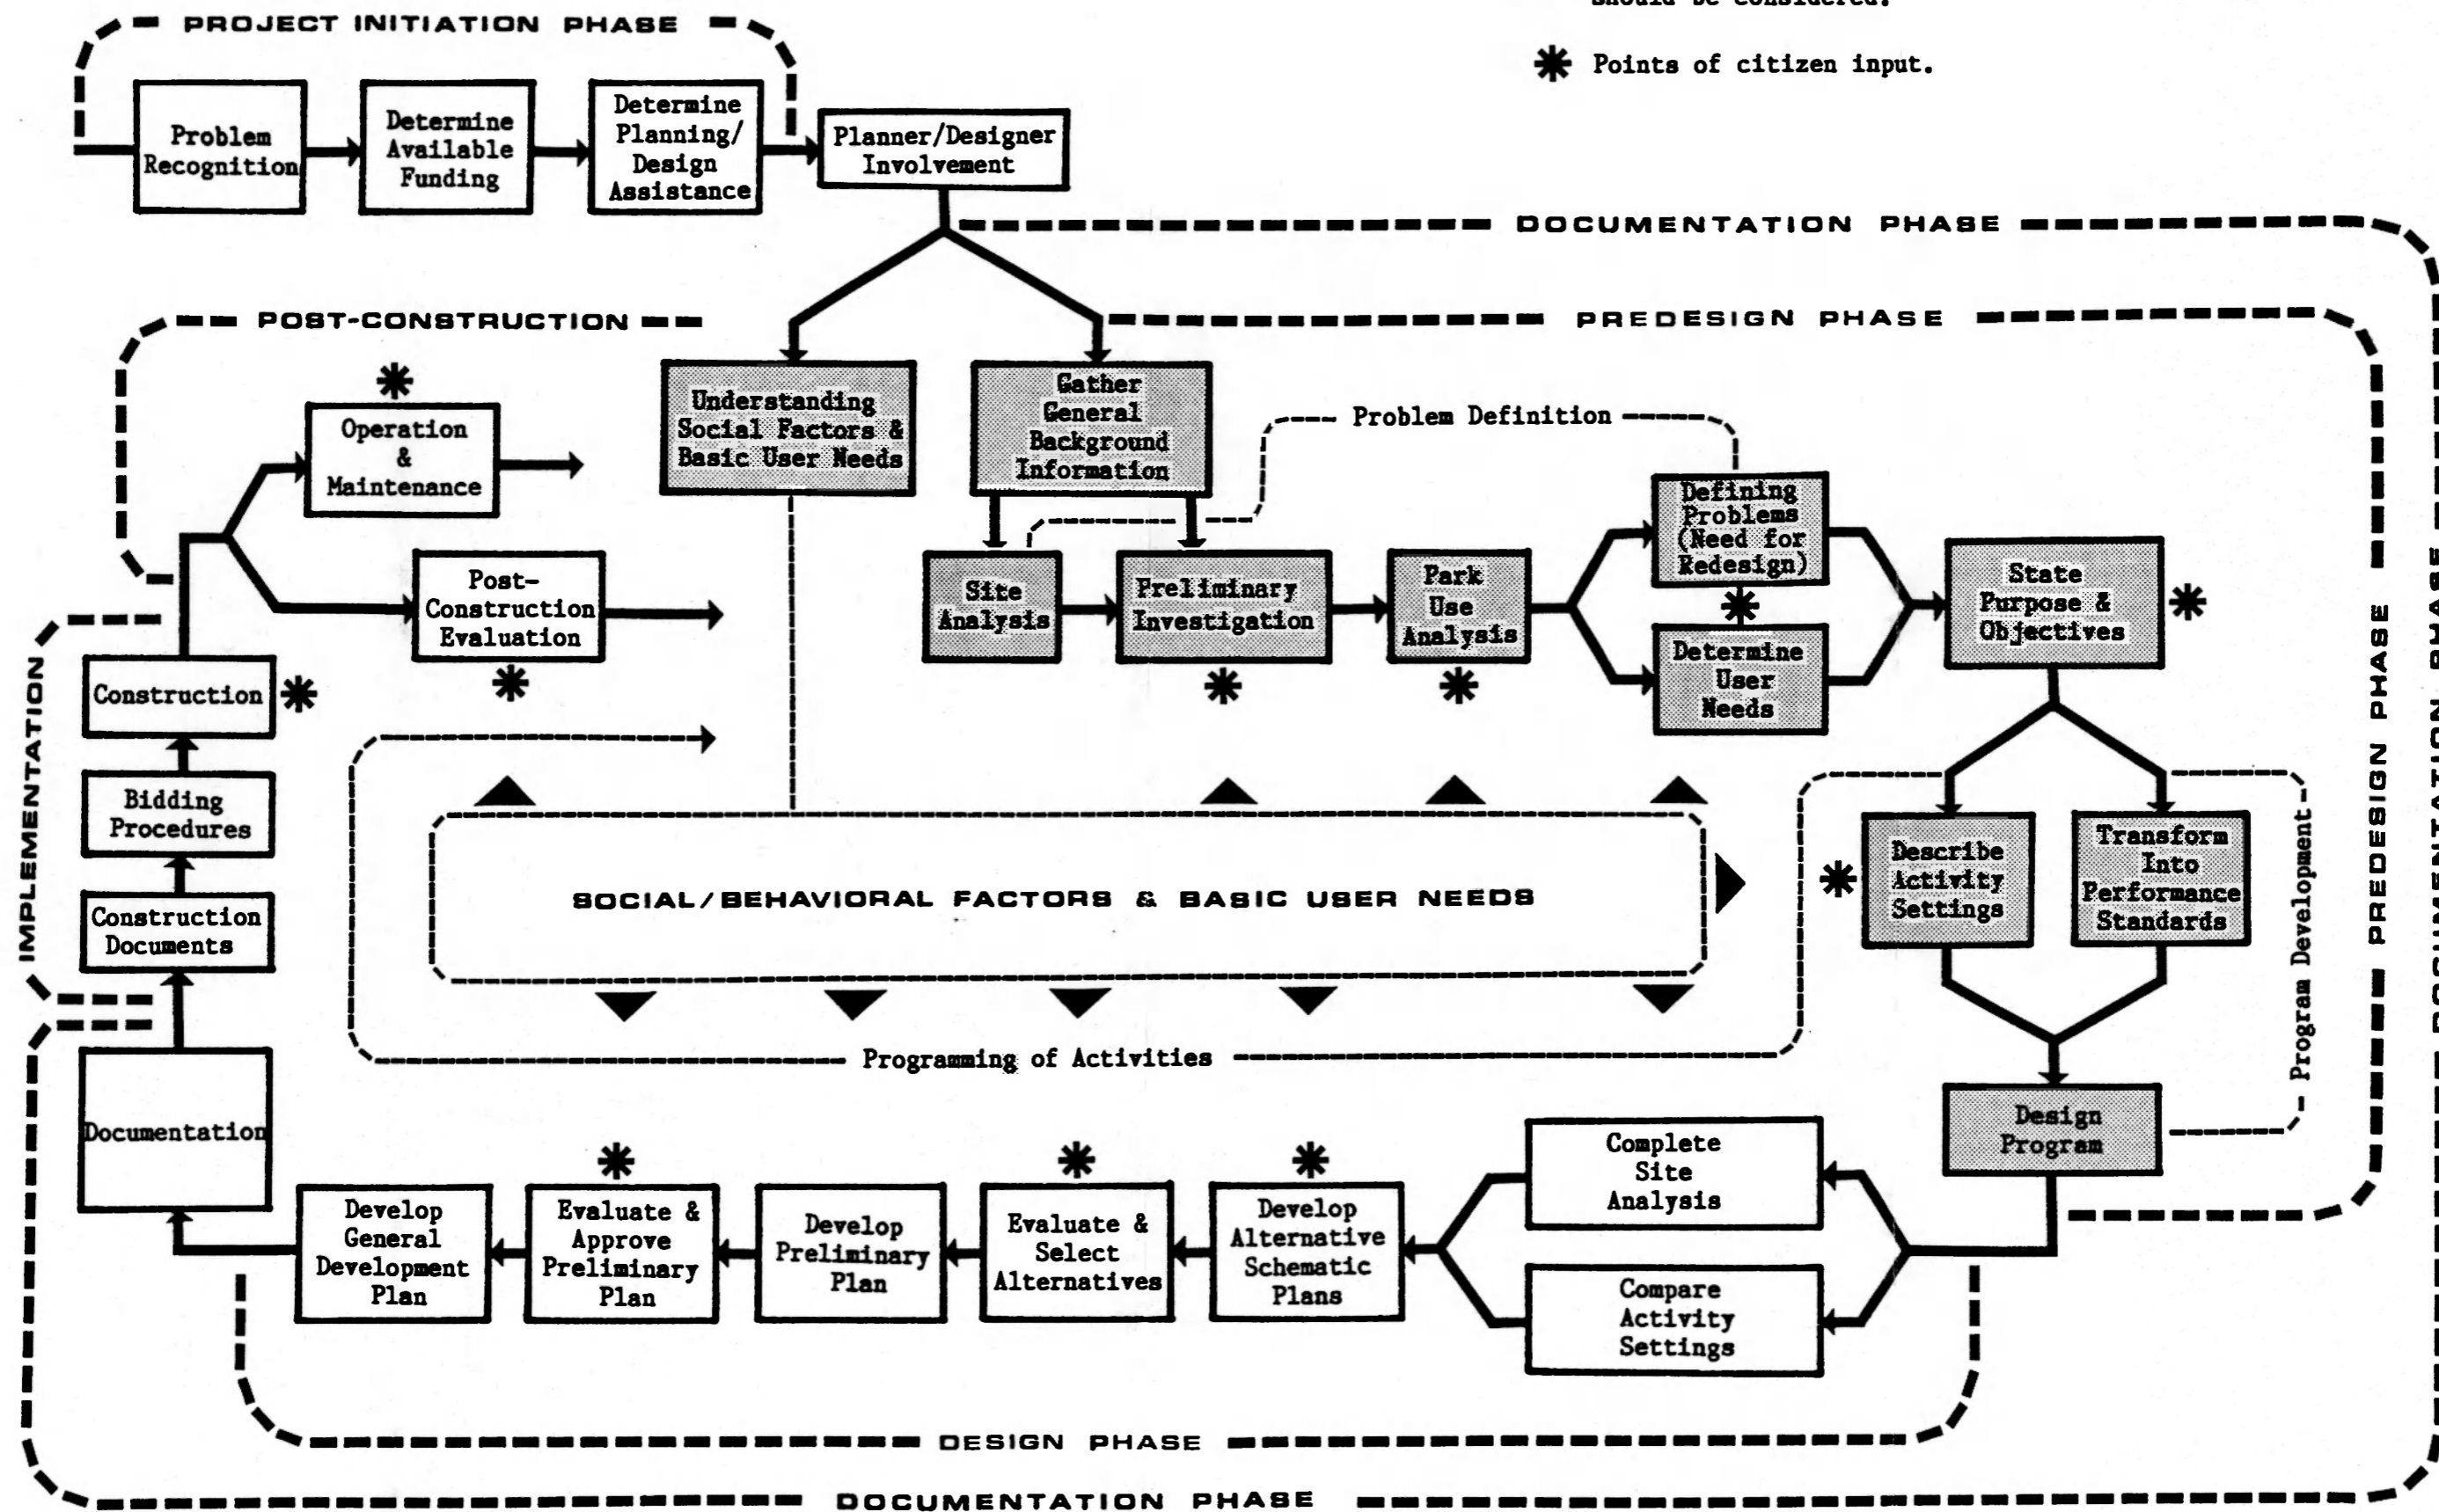 should be considered.
Points of citizen input.
PROJECT INITIATION PHASE
Problem
Recognition
Determine
Available
Funding
Determine
Planning/
Design
Assistance
Planner/Designer
Involvement
DOCUMENTATION PHASE
POST-CONSTRUCTION
PREDESIGN PHASE
Operation
&
Maintenance
Understanding
Social Factors &
Basic User Needs
Gather
General
Background
Information
Problem Definition
Post-
Construction
Evaluation
Site
Analysis
Preliminary
Investigation
Park
Use
Analysis
Defining
Problems
(Need for
Redesign)
Determine
User
Needs
State
Purpose &
Objectives
PREDESIGN PHASE
DOCUMENTATION PHASE
IMPLEMENTATION
Construction
Bidding
Procedures
Construction
Documents
SOCIAL/BEHAVIORAL FACTORS & BASIC USER NEEDS
Describe
Activity
Settings
Transform
Into
Performance
Standards
Program Development
Programming of Activities
Documentation
Design
Program
Complete
Site
Analysis
Compare
Activity
Settings
Develop
Alternative
Schematic
Plans
Evaluate &
Select
Alternatives
Develop
Preliminary
Plan
Evaluate &
Approve
Preliminary
Plan
Develop
General
Development
Plan
DESIGN PHASE
DOCUMENTATION PHASE